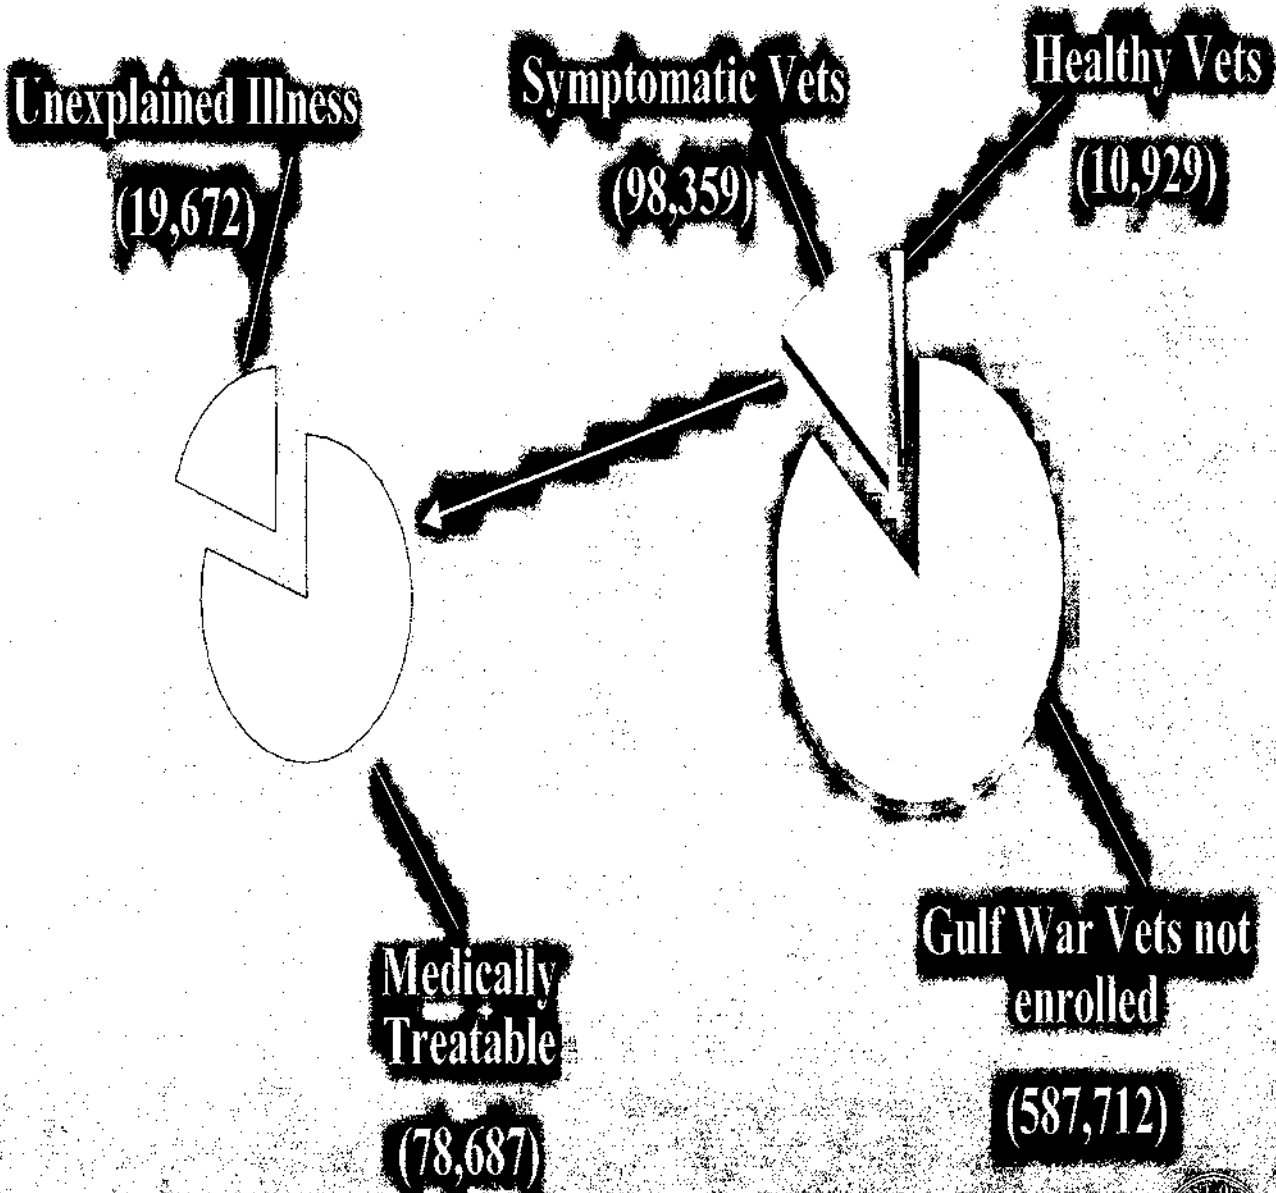 Unexplained Illness
(19,672)
Symptomatic Vets
(98,359)
Healthy Vets
(10,929)
Medically
Treatable
(78,687)
Gulf War Vets not
enrolled
(587,712)